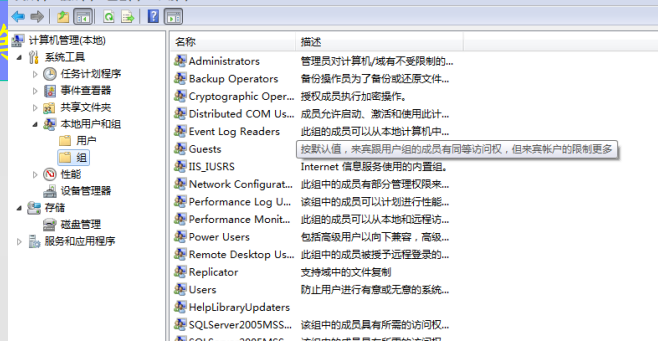 计算机管理(本地)
系统工具
任务计划程序
事件查看器
共享文件夹
本地用户和组
用户
组
性能
设备管理器
存储
磁盘管理
服务和应用程序
名称 描述
Administrators 管理员对计算机/域有不受限制的...
Backup Operators 备份操作员为了备份或还原文件...
Cryptographic Oper... 授权成员执行加密操作。
Distributed COM Us... 成员允许启动、激活和使用此计...
Event Log Readers 此组的成员可以从本地计算机中...
Guests 按默认值，来宾跟用户组的成员有同等访问权，但来宾帐户的限制更多
IIS_IUSRS Internet 信息服务使用的内置组。
Network Configurat... 此组中的成员有部分管理权限来...
Performance Log U... 该组中的成员可以计划进行性能...
Performance Monit... 此组的成员可以从本地和远程访...
Power Users 包括高级用户以向下兼容，高级...
Remote Desktop Us... 此组中的成员被授予远程登录的...
Replicator 支持域中的文件复制
Users 防止用户进行有意或无意的系统...
HelpLibraryUpdaters
SQLServer2005MSS... 该组中的成员具有所需的访问权...